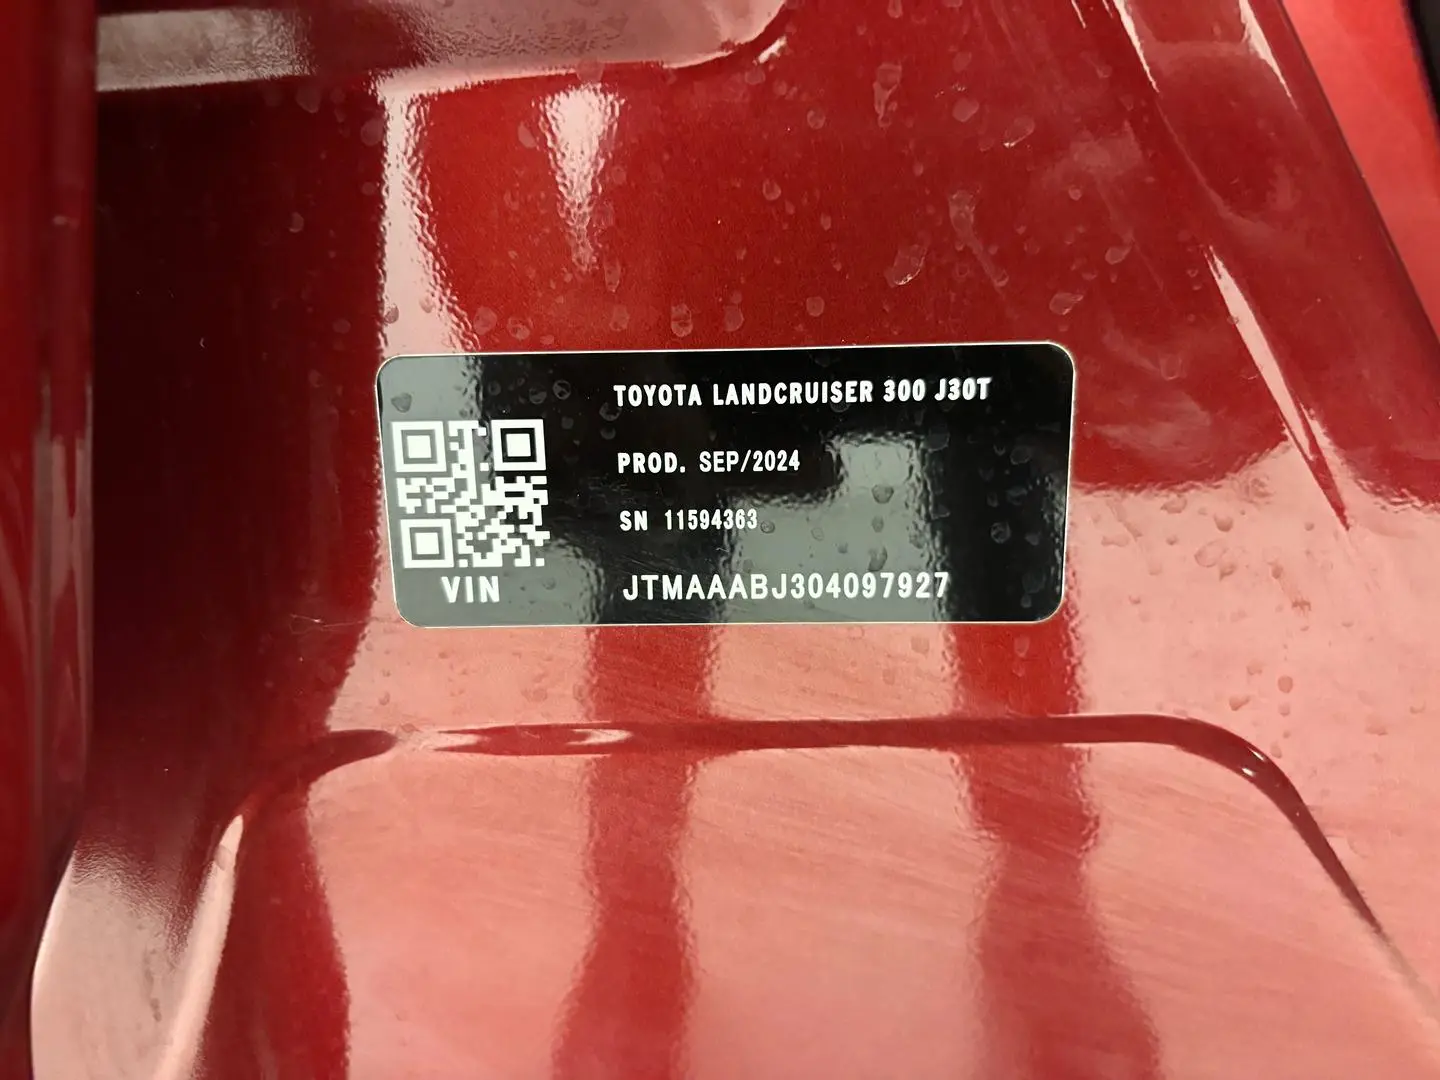 TOYOTA LANDCRUISER 300 J30T
PROD. SEP/2024
SN 11594363
VIN
JTMAAABJ304097927